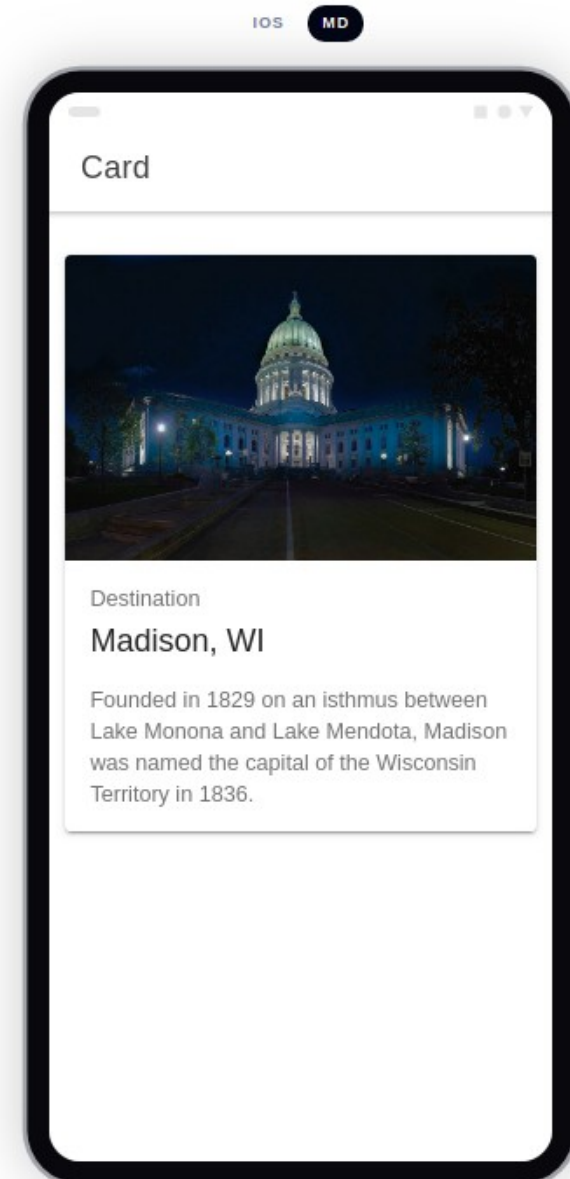 IOS MD
Card
Destination
Madison, WI
Founded in 1829 on an isthmus between
Lake Monona and Lake Mendota, Madison
was named the capital of the Wisconsin
Territory in 1836.